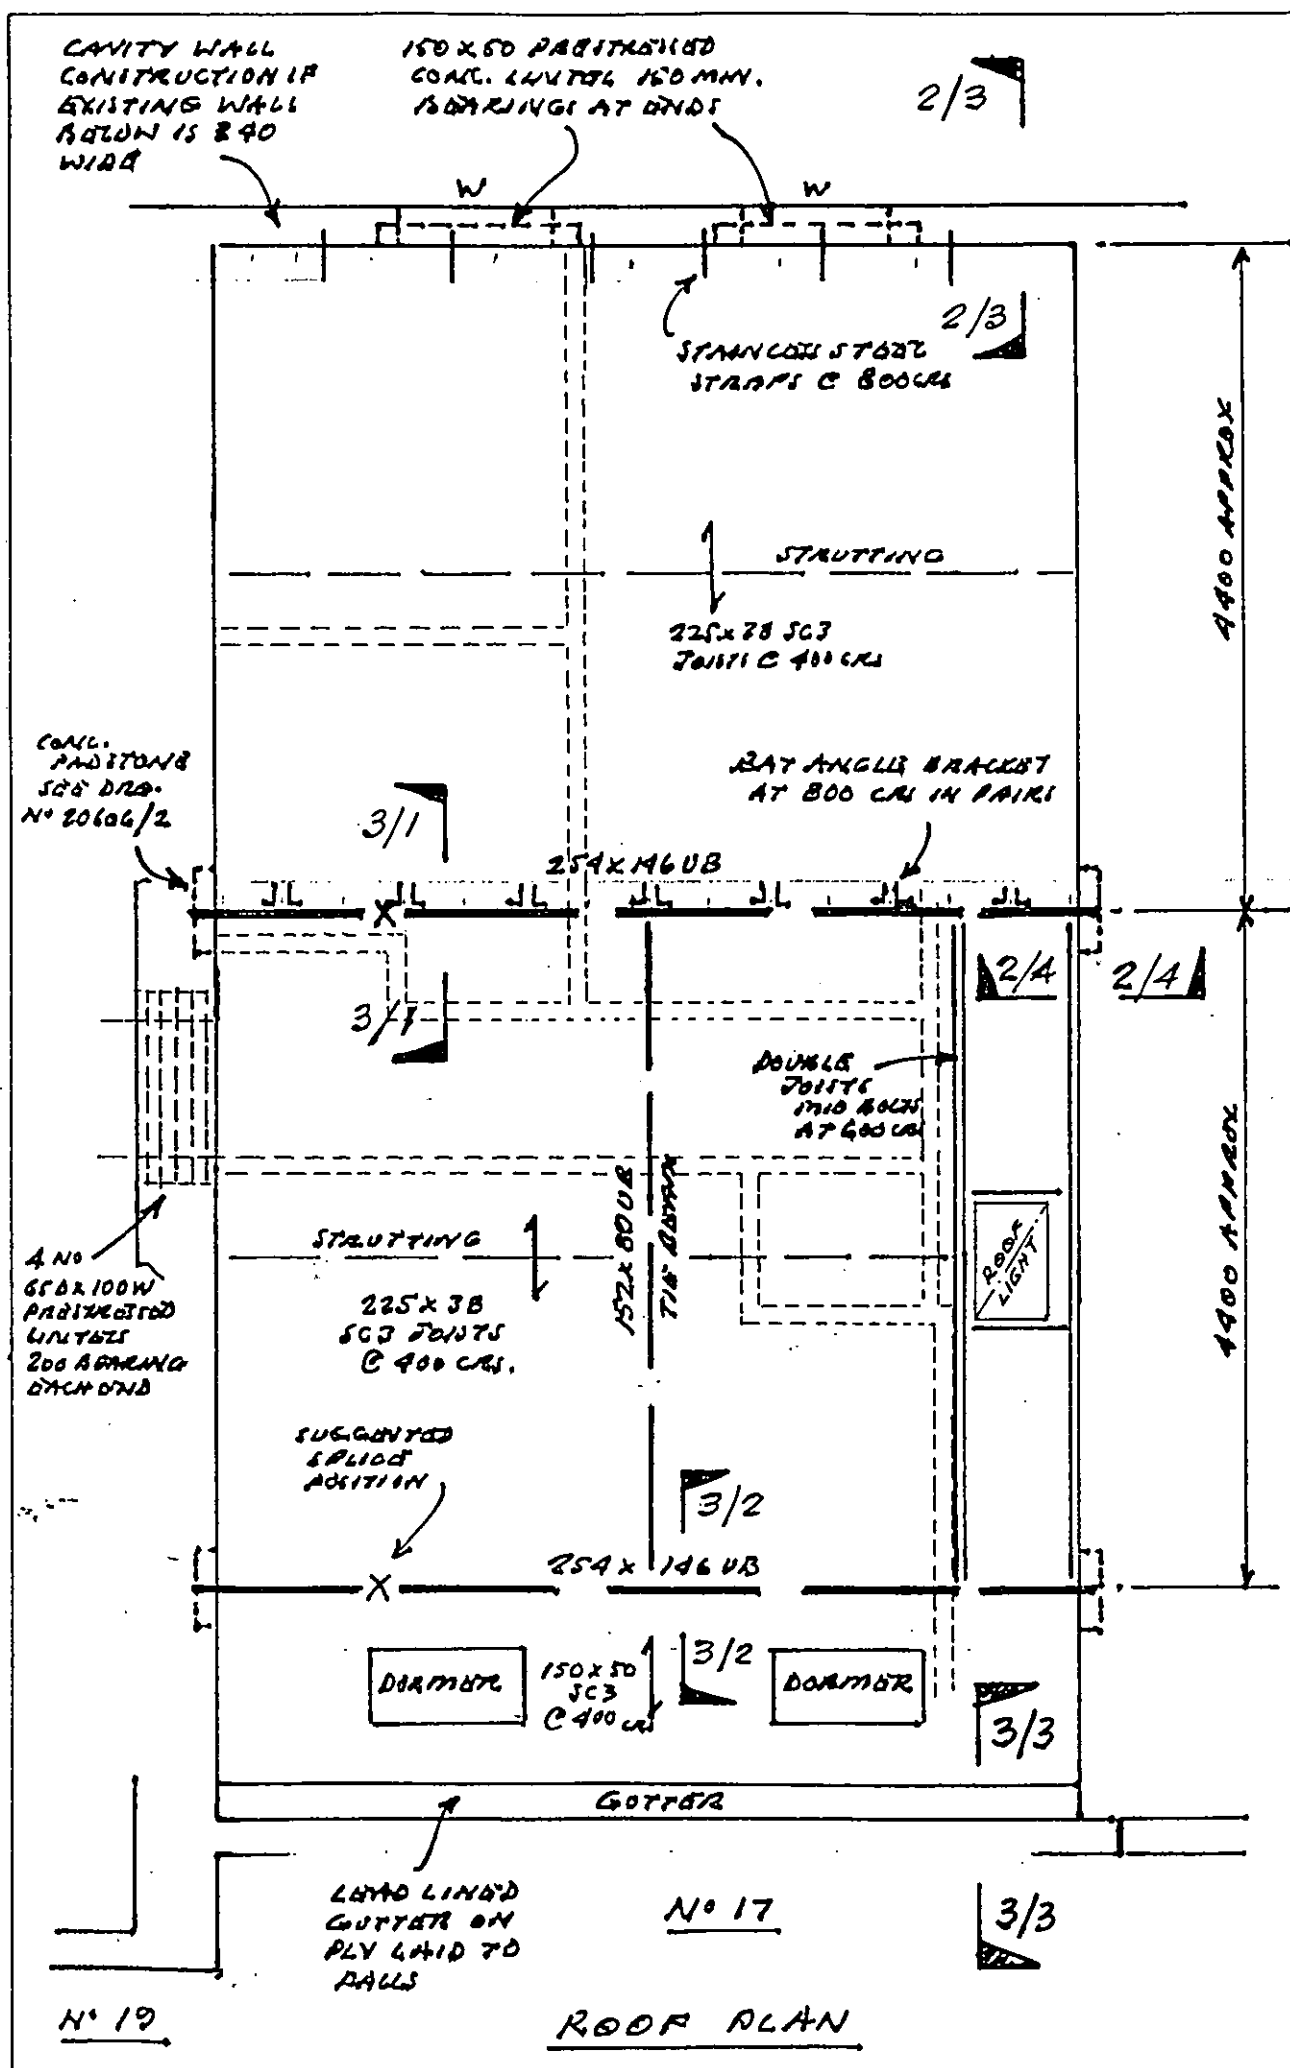 CAVITY WALL
CONSTRUCTION IF
EXISTING WALL
BELOW IS 240
WIDE
150 X 50 PRESTRESSED
CONC. LINTEL 150 MIN.
BEARINGS AT ENDS
2/3
W
W
2/3
STAINLESS STEEL
STRAPS @ 800 CRS
4400 APPROX
STRUTTING
225 x 38 SC3
JOISTS @ 400 CRS
CONC.
PADSTONE
SEE DRG.
No 20606/2
BAT ANGLE BRACKET
AT 800 CRS IN PAIRS
3/1
254 x 146 UB
X
2/4
2/4
3/1
DOUBLE
JOISTS
M10 BOLTS
AT 600 CRS
152 x 80 UB
TIE BEAM
4400 APPROX
STRUTTING
ROOF
LIGHT
4 No
65D x 100W
PRESTRESSED
LINTELS
200 BEARING
EACH END
225 x 38
SC3 JOISTS
@ 400 CRS.
SUGGESTED
SPLICE
POSITION
3/2
254 x 146 UB
X
DORMER
150 x 50
SC3
@ 400 CRS
3/2
DORMER
3/3
GUTTER
LEAD LINED
GUTTER ON
PLY LAID TO
FALLS
No 17
3/3
No 19
ROOF PLAN